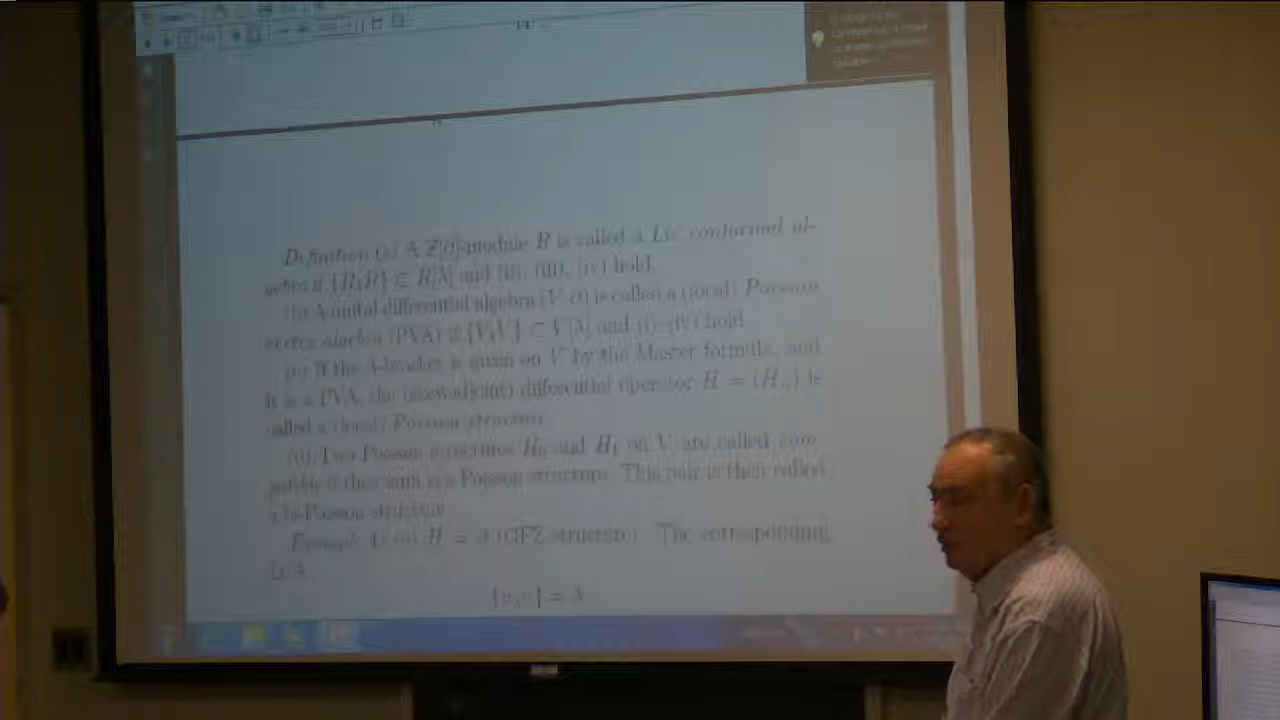 Definition (a) A Z[∂]-module R is called a Lie conformal al-
gebra if {R_λR} ⊂ R[λ] and (ii), (iii), (iv) hold.
(b) A unital differential algebra (V, ∂) is called a (local) Poisson
vertex algebra (PVA) if {V_λV} ⊂ V[λ] and (i)–(iv) hold
(c) If the λ-bracket is given on V by the Master formula, and
it is a PVA, the (skewadjoint) differential operator H = (H_ij) is
called a (local) Poisson structure.
(d) Two Poisson structures H₀ and H₁ on V are called com-
patible if their sum is a Poisson structure. This pair is then called
a bi-Poisson structure
Example 1: (a) H = ∂ (GFZ structure). The corresponding
LCA
{u_λu} = λ